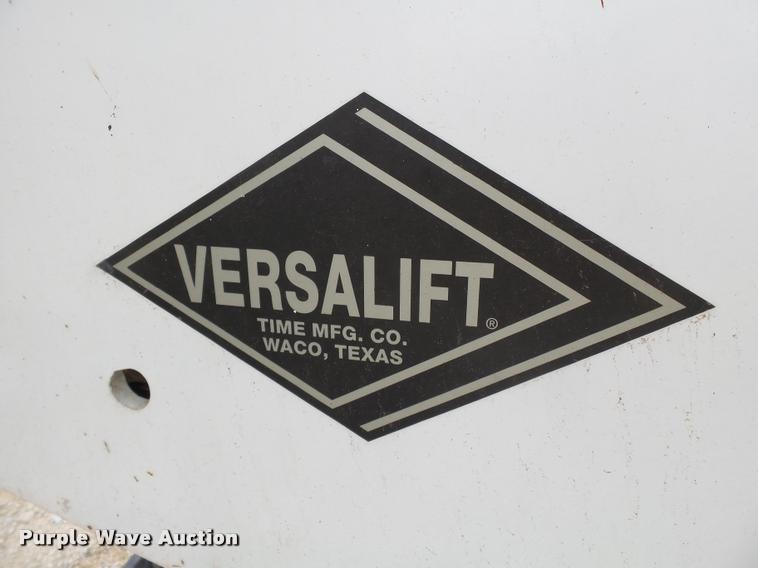 VERSALIFT®
TIME MFG. CO.
WACO, TEXAS
Purple Wave Auction